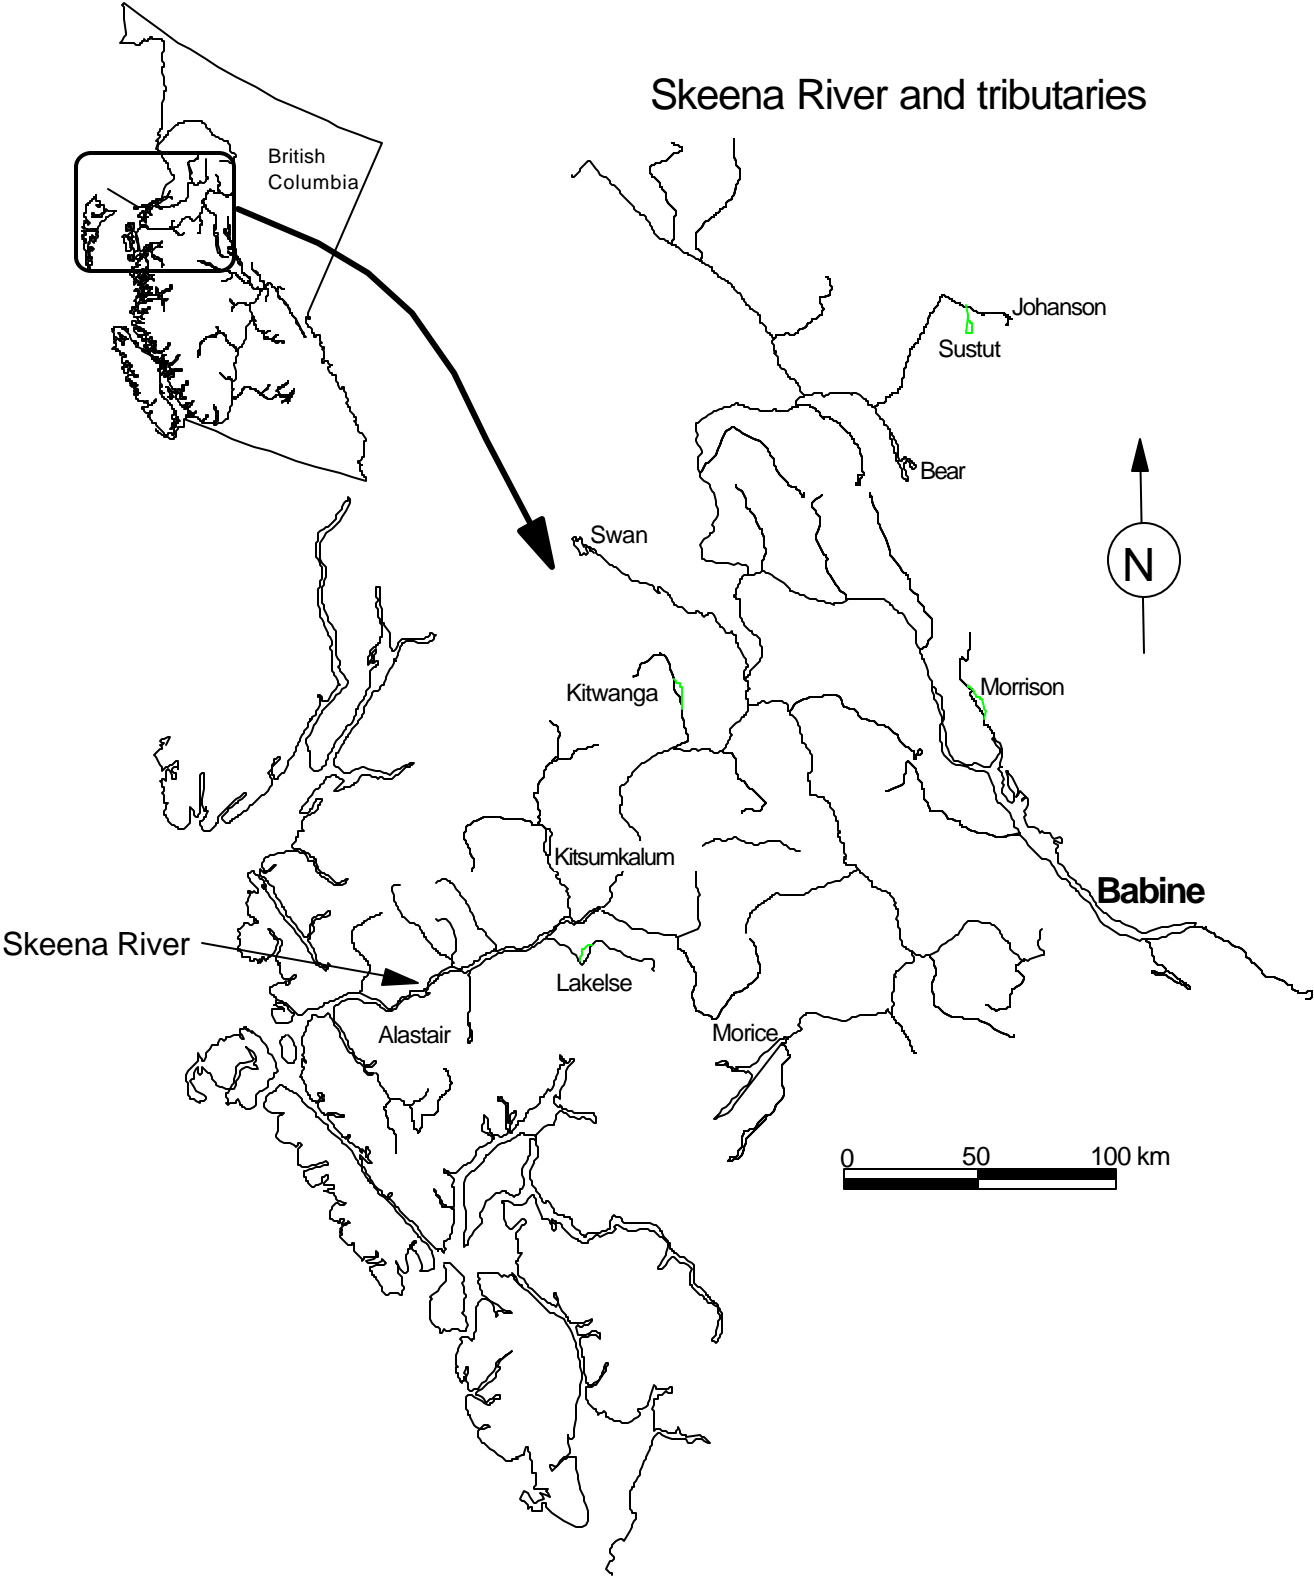 Skeena River and tributaries
British
Columbia
Johanson
Sustut
Bear
Swan
N
Kitwanga
Morrison
Kitsumkalum
Babine
Skeena River
Lakelse
Alastair
Morice
0 50 100 km